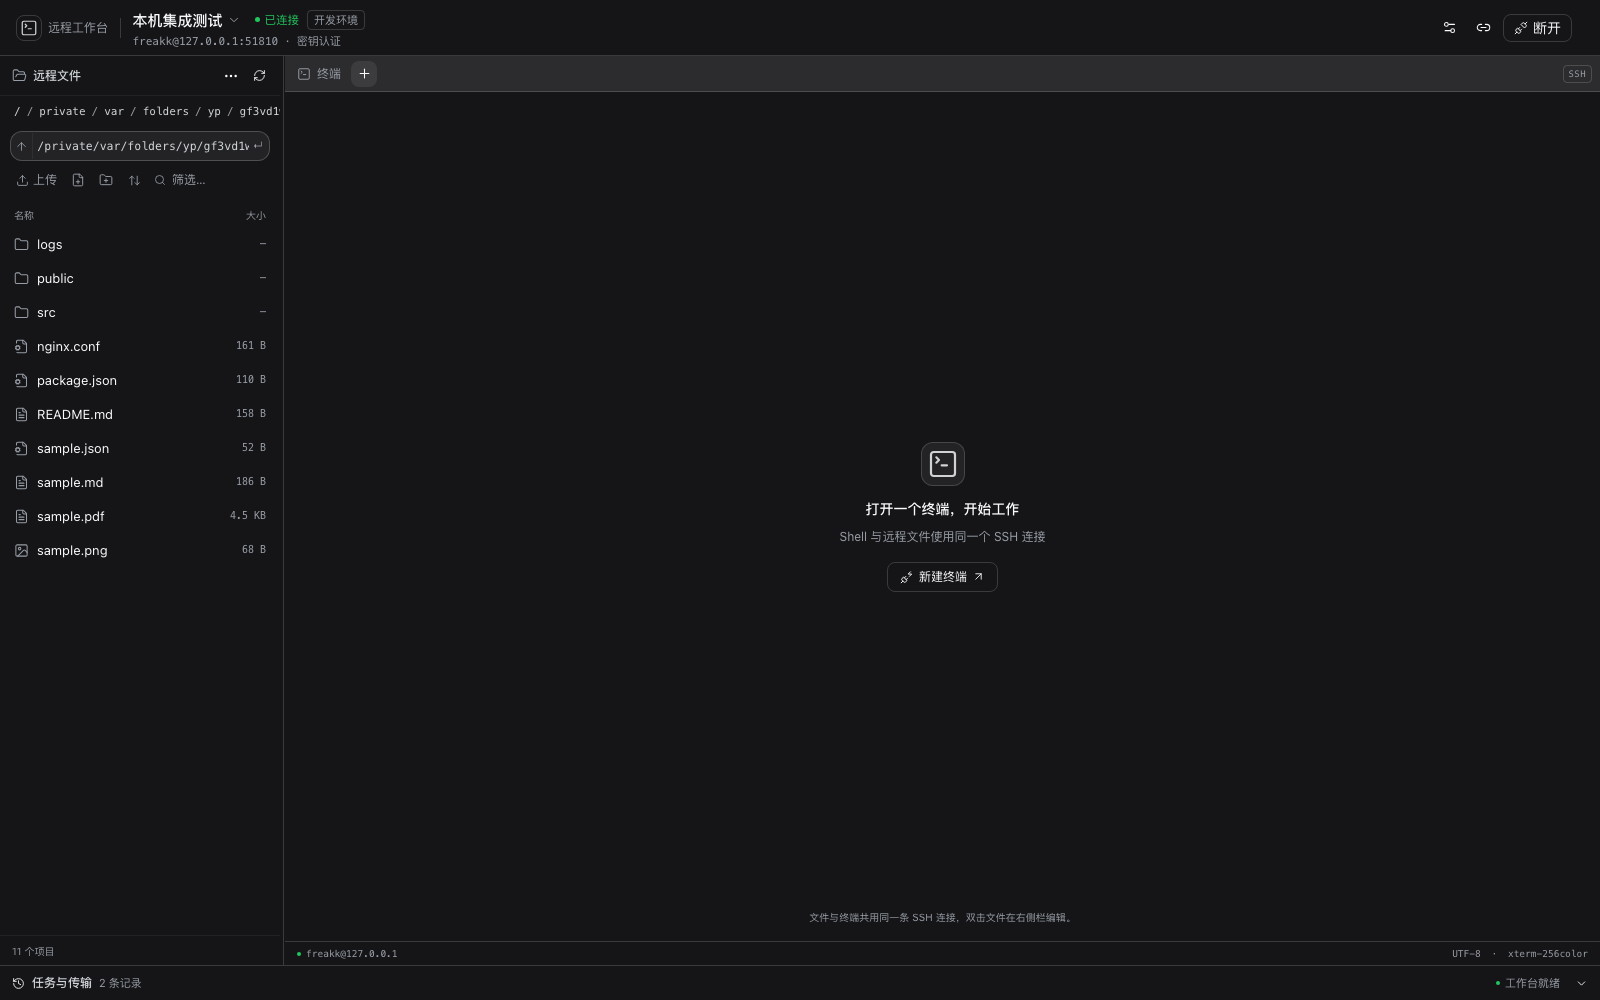 远程工作台
本机集成测试
已连接
开发环境
freakk@127.0.0.1:51810 · 密钥认证
断开
远程文件
终端
SSH
/ / private / var / folders / yp / gf3vd1
/private/var/folders/yp/gf3vd1w
上传
筛选...
名称 大小
logs –
public –
src –
nginx.conf 161 B
package.json 110 B
README.md 158 B
sample.json 52 B
sample.md 186 B
sample.pdf 4.5 KB
sample.png 68 B
打开一个终端，开始工作
Shell 与远程文件使用同一个 SSH 连接
新建终端
文件与终端共用同一条 SSH 连接，双击文件在右侧栏编辑。
11 个项目
freakk@127.0.0.1
UTF-8 · xterm-256color
任务与传输 2 条记录
工作台就绪